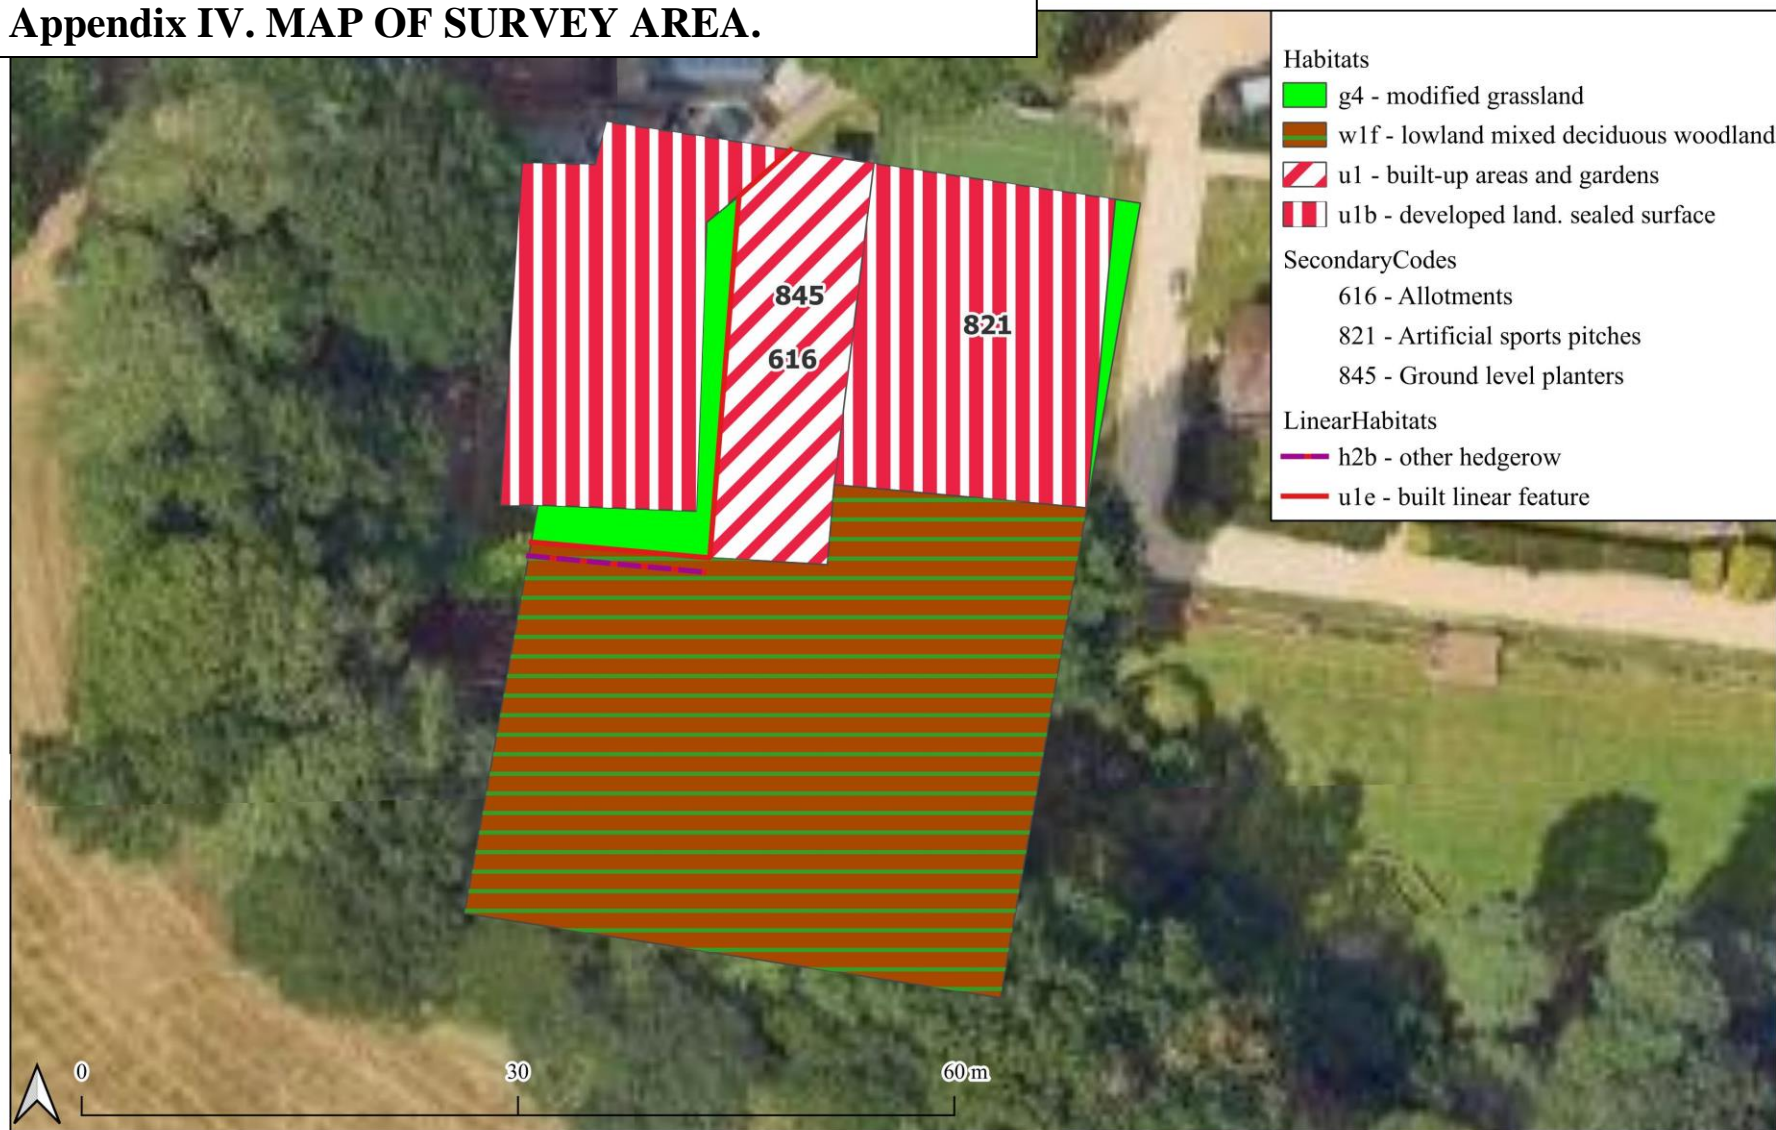 Appendix IV. MAP OF SURVEY AREA.
Habitats
g4 - modified grassland
w1f - lowland mixed deciduous woodland
u1 - built-up areas and gardens
u1b - developed land. sealed surface
SecondaryCodes
616 - Allotments
821 - Artificial sports pitches
845 - Ground level planters
LinearHabitats
h2b - other hedgerow
u1e - built linear feature
845
616
821
0 30 60 m